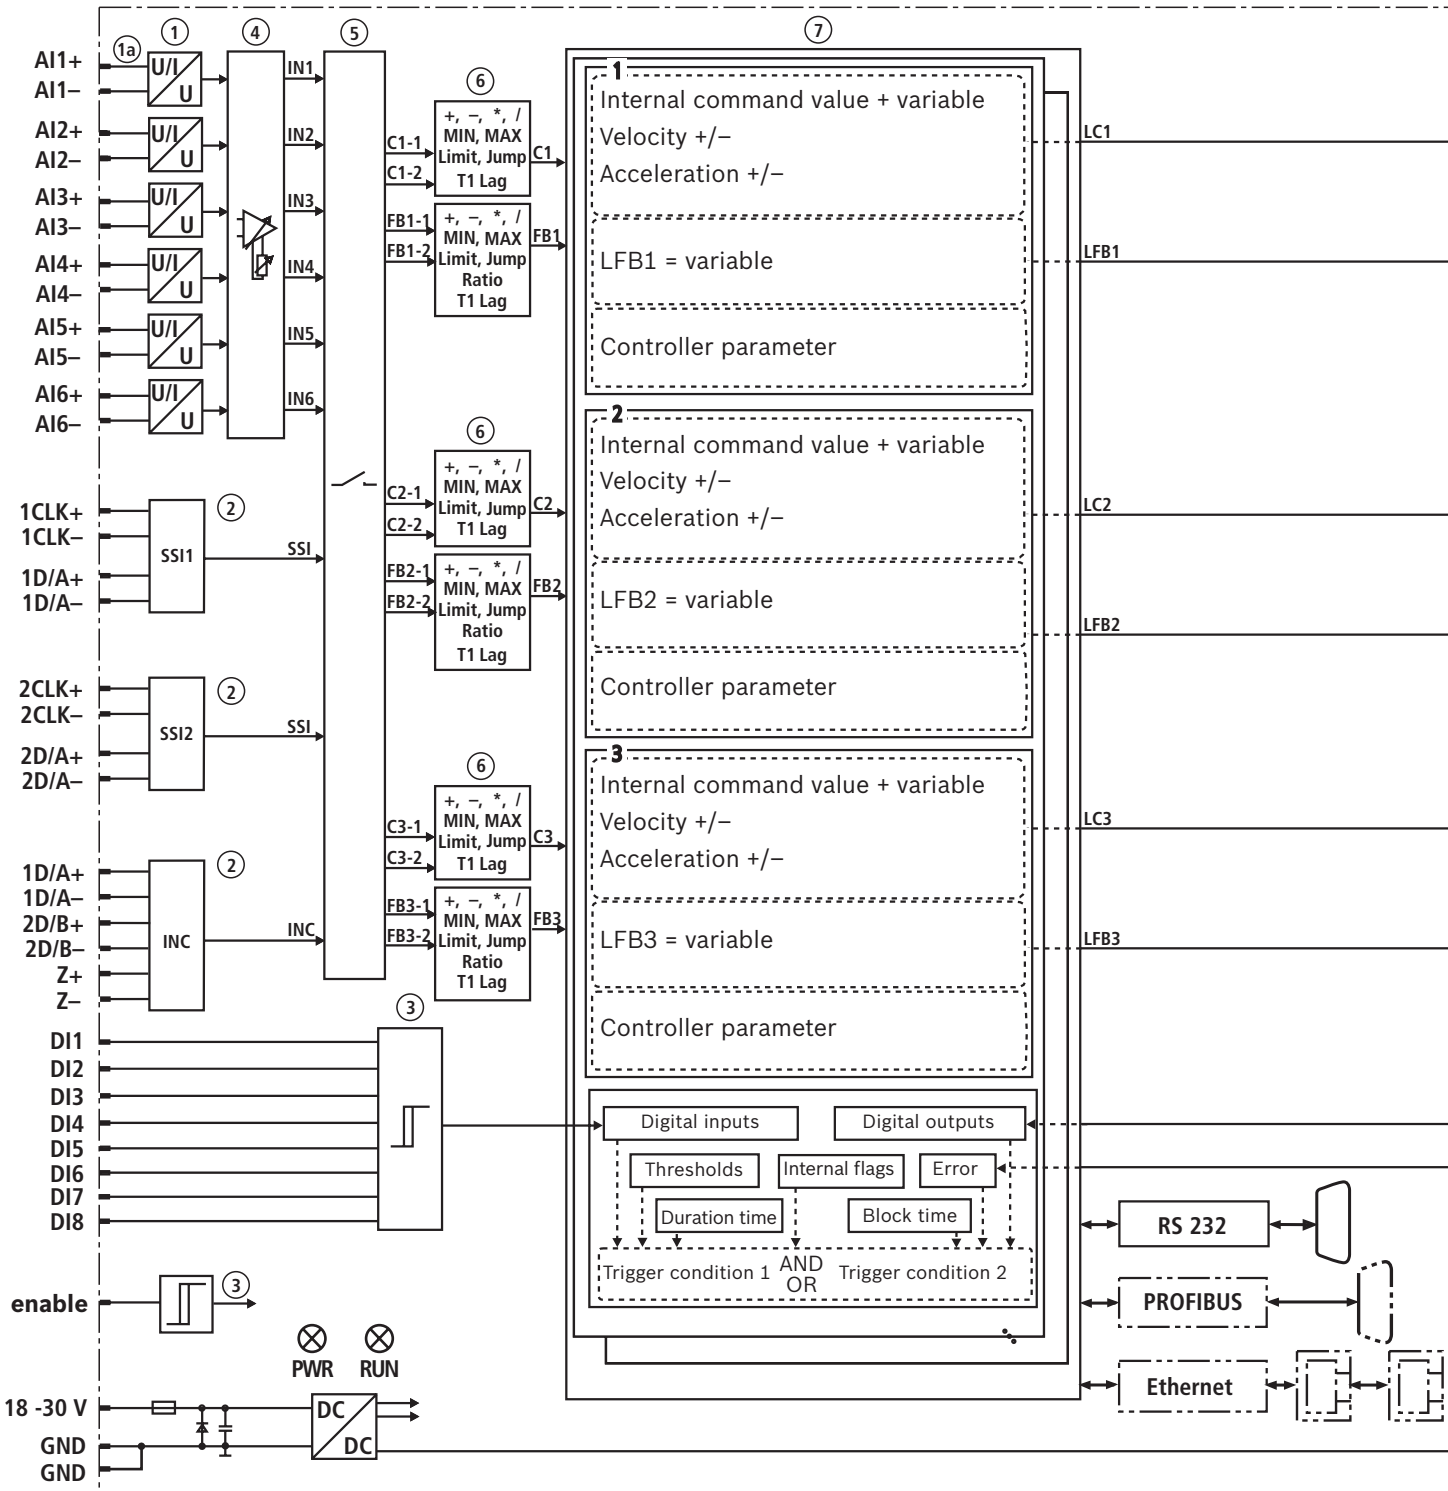 1a
1
4
5
7
AI1+
AI1–
AI2+
AI2–
AI3+
AI3–
AI4+
AI4–
AI5+
AI5–
AI6+
AI6–
U/I
U
U/I
U
U/I
U
U/I
U
U/I
U
U/I
U
IN1
IN2
IN3
IN4
IN5
IN6
1CLK+
1CLK–
1D/A+
1D/A–
SSI1
2
SSI
2CLK+
2CLK–
2D/A+
2D/A–
SSI2
2
SSI
1D/A+
1D/A–
2D/B+
2D/B–
Z+
Z–
INC
2
INC
DI1
DI2
DI3
DI4
DI5
DI6
DI7
DI8
3
enable
3
PWR
RUN
18 -30 V
GND
GND
DC
DC
C1-1
C1-2
FB1-1
FB1-2
6
+, –, *, /
MIN, MAX
Limit, Jump
T1 Lag
C1
+, –, *, /
MIN, MAX
Limit, Jump
Ratio
T1 Lag
FB1
C2-1
C2-2
FB2-1
FB2-2
6
+, –, *, /
MIN, MAX
Limit, Jump
T1 Lag
C2
+, –, *, /
MIN, MAX
Limit, Jump
Ratio
T1 Lag
FB2
C3-1
C3-2
FB3-1
FB3-2
6
+, –, *, /
MIN, MAX
Limit, Jump
T1 Lag
C3
+, –, *, /
MIN, MAX
Limit, Jump
Ratio
T1 Lag
FB3
1
Internal command value + variable
Velocity +/–
Acceleration +/–
LFB1 = variable
Controller parameter
2
Internal command value + variable
Velocity +/–
Acceleration +/–
LFB2 = variable
Controller parameter
3
Internal command value + variable
Velocity +/–
Acceleration +/–
LFB3 = variable
Controller parameter
Digital inputs
Digital outputs
Thresholds
Internal flags
Error
Duration time
Block time
Trigger condition 1
AND
OR
Trigger condition 2
LC1
LFB1
LC2
LFB2
LC3
LFB3
RS 232
PROFIBUS
Ethernet